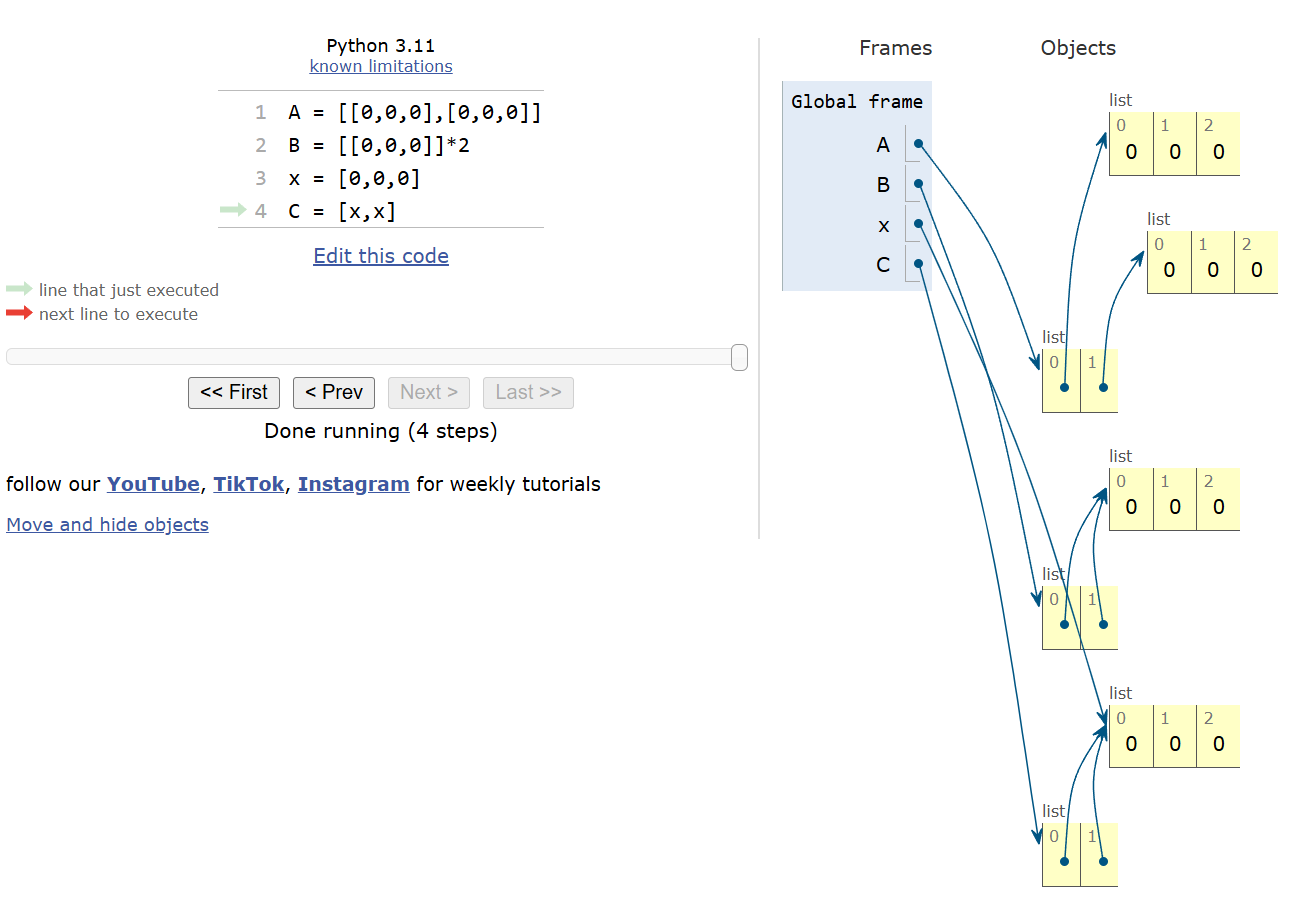 Python 3.11
known limitations
1 A = [[0,0,0],[0,0,0]]
2 B = [[0,0,0]]*2
3 x = [0,0,0]
4 C = [x,x]
Edit this code
line that just executed
next line to execute
<< First < Prev Next > Last >>
Done running (4 steps)
follow our YouTube, TikTok, Instagram for weekly tutorials
Move and hide objects
Frames Objects
Global frame
A
B
x
C
list
0 1 2
0 0 0
list
0 1 2
0 0 0
list
0 1
list
0 1 2
0 0 0
list
0 1
list
0 1 2
0 0 0
list
0 1